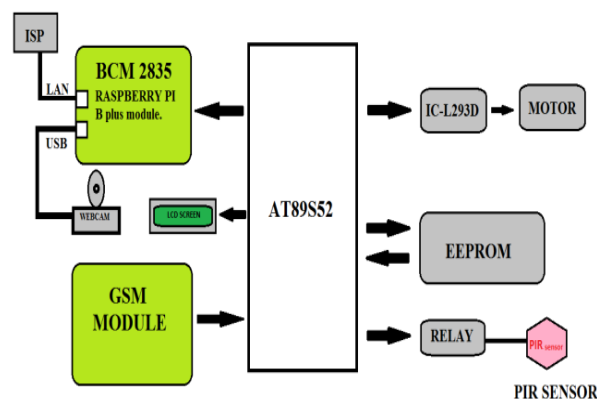 ISP
BCM 2835
RASPBERRY PI
B plus module.
LAN
USB
WEBCAM
LCD SCREEN
GSM
MODULE
AT89S52
IC-L293D
MOTOR
EEPROM
RELAY
PIR sensor
PIR SENSOR